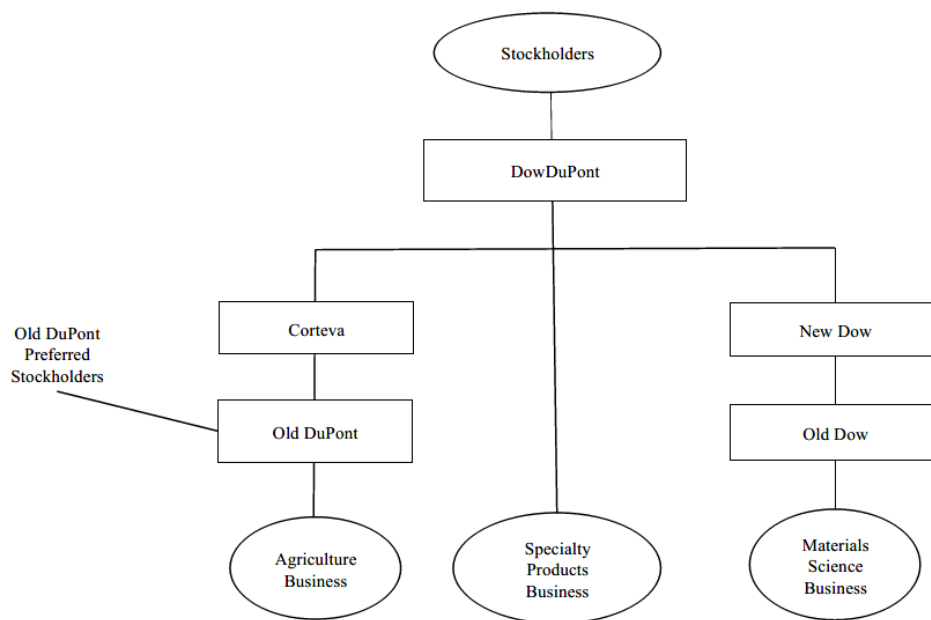 Stockholders
DowDuPont
Corteva
New Dow
Old DuPont
Preferred
Stockholders
Old DuPont
Old Dow
Agriculture
Business
Specialty
Products
Business
Materials
Science
Business